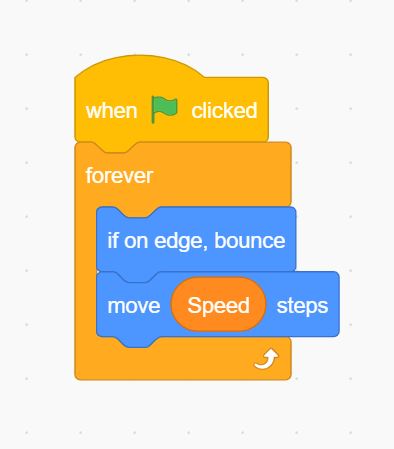 when clicked
forever
if on edge, bounce
move Speed steps